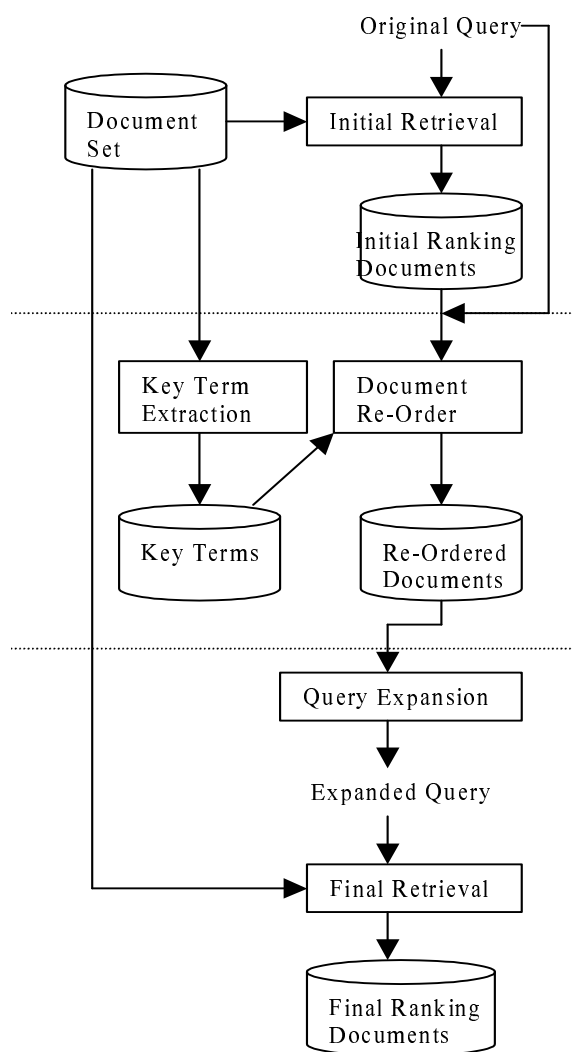 Original Query
Document
Set
Initial Retrieval
Initial Ranking
Documents
Key Term
Extraction
Document
Re-Order
Key Terms
Re-Ordered
Documents
Query Expansion
Expanded Query
Final Retrieval
Final Ranking
Documents